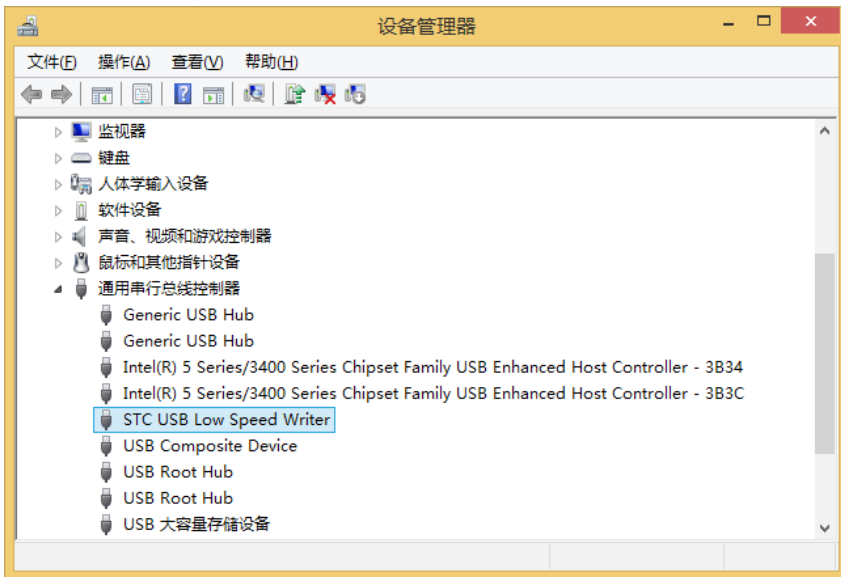 设备管理器
文件(F) 操作(A) 查看(V) 帮助(H)
监视器
键盘
人体学输入设备
软件设备
声音、视频和游戏控制器
鼠标和其他指针设备
通用串行总线控制器
Generic USB Hub
Generic USB Hub
Intel(R) 5 Series/3400 Series Chipset Family USB Enhanced Host Controller - 3B34
Intel(R) 5 Series/3400 Series Chipset Family USB Enhanced Host Controller - 3B3C
STC USB Low Speed Writer
USB Composite Device
USB Root Hub
USB Root Hub
USB 大容量存储设备